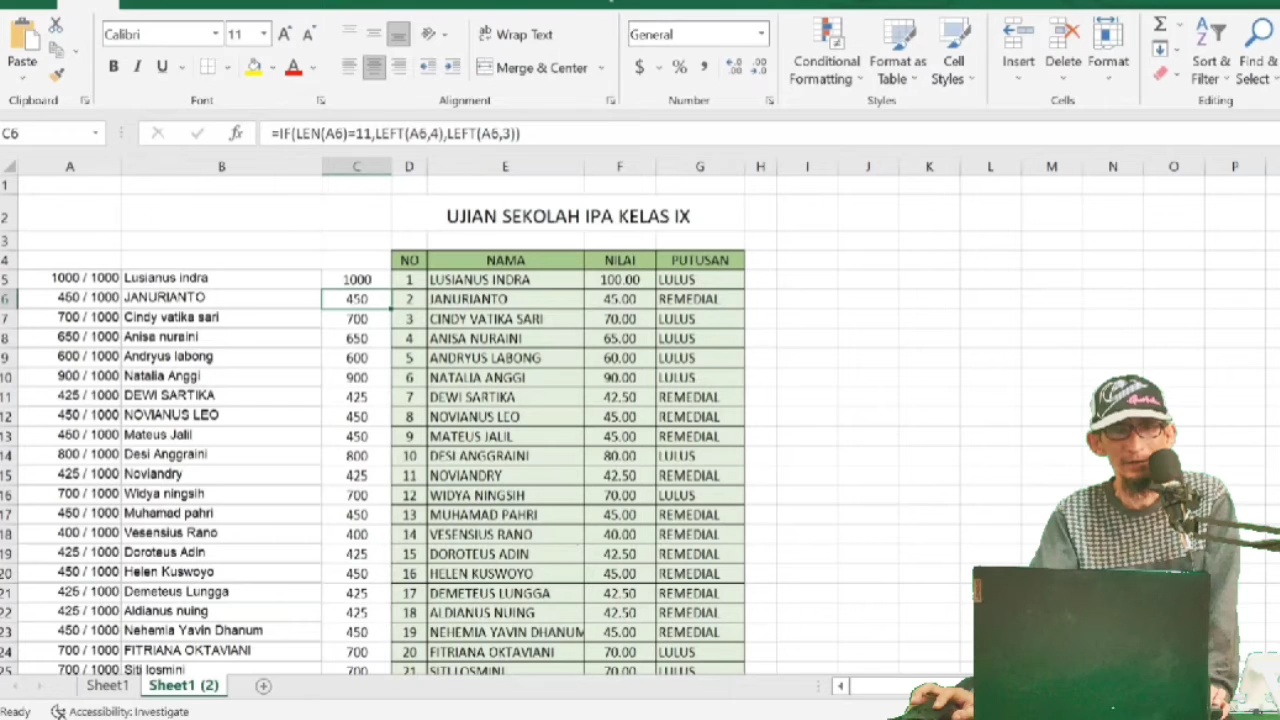 Calibri 11 Wrap Text General
Paste B I U Merge & Center $ % Conditional Formatting Format as Table Cell Styles Insert Delete Format Sort & Filter Find & Select
Clipboard Font Alignment Number Styles Cells Editing
C6 fx =IF(LEN(A6)=11,LEFT(A6,4),LEFT(A6,3))
A B C D E F G H I J K L M N O P
1
2 UJIAN SEKOLAH IPA KELAS IX
3
4 NO NAMA NILAI PUTUSAN
5 1000 / 1000 Lusianus indra 1000 1 LUSIANUS INDRA 100.00 LULUS
6 450 / 1000 JANURIANTO 450 2 JANURIANTO 45.00 REMEDIAL
7 700 / 1000 Cindy vatika sari 700 3 CINDY VATIKA SARI 70.00 LULUS
8 650 / 1000 Anisa nuraini 650 4 ANISA NURAINI 65.00 LULUS
9 600 / 1000 Andryus labong 600 5 ANDRYUS LABONG 60.00 LULUS
10 900 / 1000 Natalia Anggi 900 6 NATALIA ANGGI 90.00 LULUS
11 425 / 1000 DEWI SARTIKA 425 7 DEWI SARTIKA 42.50 REMEDIAL
12 450 / 1000 NOVIANUS LEO 450 8 NOVIANUS LEO 45.00 REMEDIAL
13 450 / 1000 Mateus Jalil 450 9 MATEUS JALIL 45.00 REMEDIAL
14 800 / 1000 Desi Anggraini 800 10 DESI ANGGRAINI 80.00 LULUS
15 425 / 1000 Noviandry 425 11 NOVIANDRY 42.50 REMEDIAL
16 700 / 1000 Widya ningsih 700 12 WIDYA NINGSIH 70.00 LULUS
17 450 / 1000 Muhamad pahri 450 13 MUHAMAD PAHRI 45.00 REMEDIAL
18 400 / 1000 Vesensius Rano 400 14 VESENSIUS RANO 40.00 REMEDIAL
19 425 / 1000 Doroteus Adin 425 15 DOROTEUS ADIN 42.50 REMEDIAL
20 450 / 1000 Helen Kuswoyo 450 16 HELEN KUSWOYO 45.00 REMEDIAL
21 425 / 1000 Demeteus Lungga 425 17 DEMETEUS LUNGGA 42.50 REMEDIAL
22 425 / 1000 Aldianus nuing 425 18 ALDIANUS NUING 42.50 REMEDIAL
23 450 / 1000 Nehemia Yavin Dhanum 450 19 NEHEMIA YAVIN DHANUM 45.00 REMEDIAL
24 700 / 1000 FITRIANA OKTAVIANI 700 20 FITRIANA OKTAVIANI 70.00 LULUS
25 700 / 1000 Siti losmini 700 21 SITI LOSMINI 70.00 LULUS
Sheet1 Sheet1 (2)
Ready Accessibility: Investigate